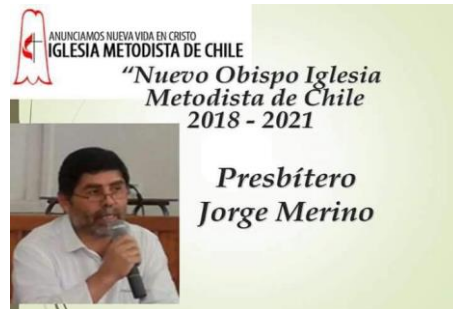 ANUNCIAMOS NUEVA VIDA EN CRISTO
IGLESIA METODISTA DE CHILE
“Nuevo Obispo Iglesia
Metodista de Chile
2018 - 2021
Presbítero
Jorge Merino